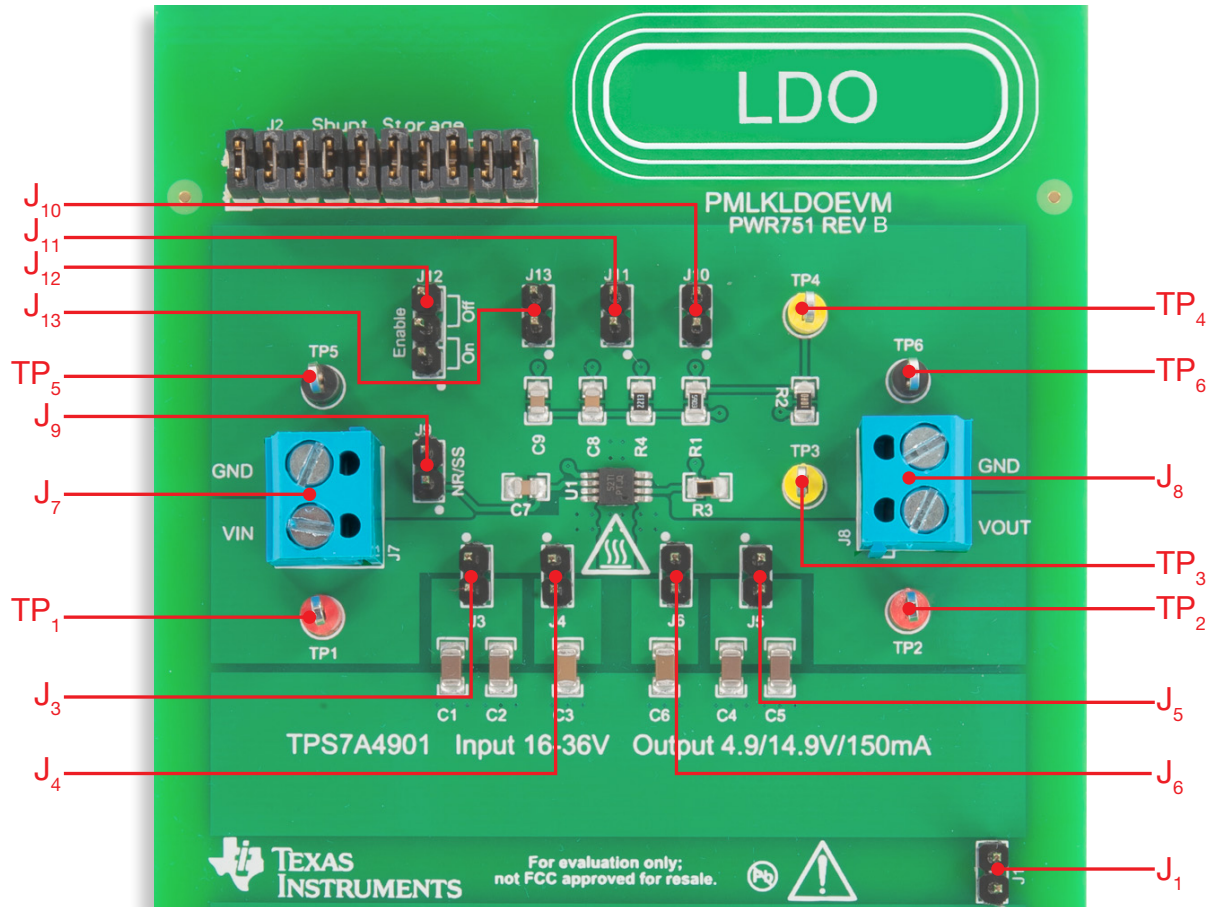 LDO
J2 Shunt Storage
PMLKLDOEVM
PWR751 REV B
J10
J11
J12
J13
TP5
J9
J7
TP1
J3
J4
J12
J13
J11
J10
TP4
Enable
Off
On
TP5
TP6
C9
C8
R4
R1
R2
2213
J9
NR/SS
GND
VIN
J7
C7
U1
R3
TP3
GND
VOUT
J8
J3
J4
J6
J5
TP1
TP2
C1
C2
C3
C6
C4
C5
TPS7A4901 Input 16-36V Output 4.9/14.9V/150mA
TEXAS
INSTRUMENTS
For evaluation only;
not FCC approved for resale.
Pb
J1
TP4
TP6
J8
TP3
TP2
J5
J6
J1